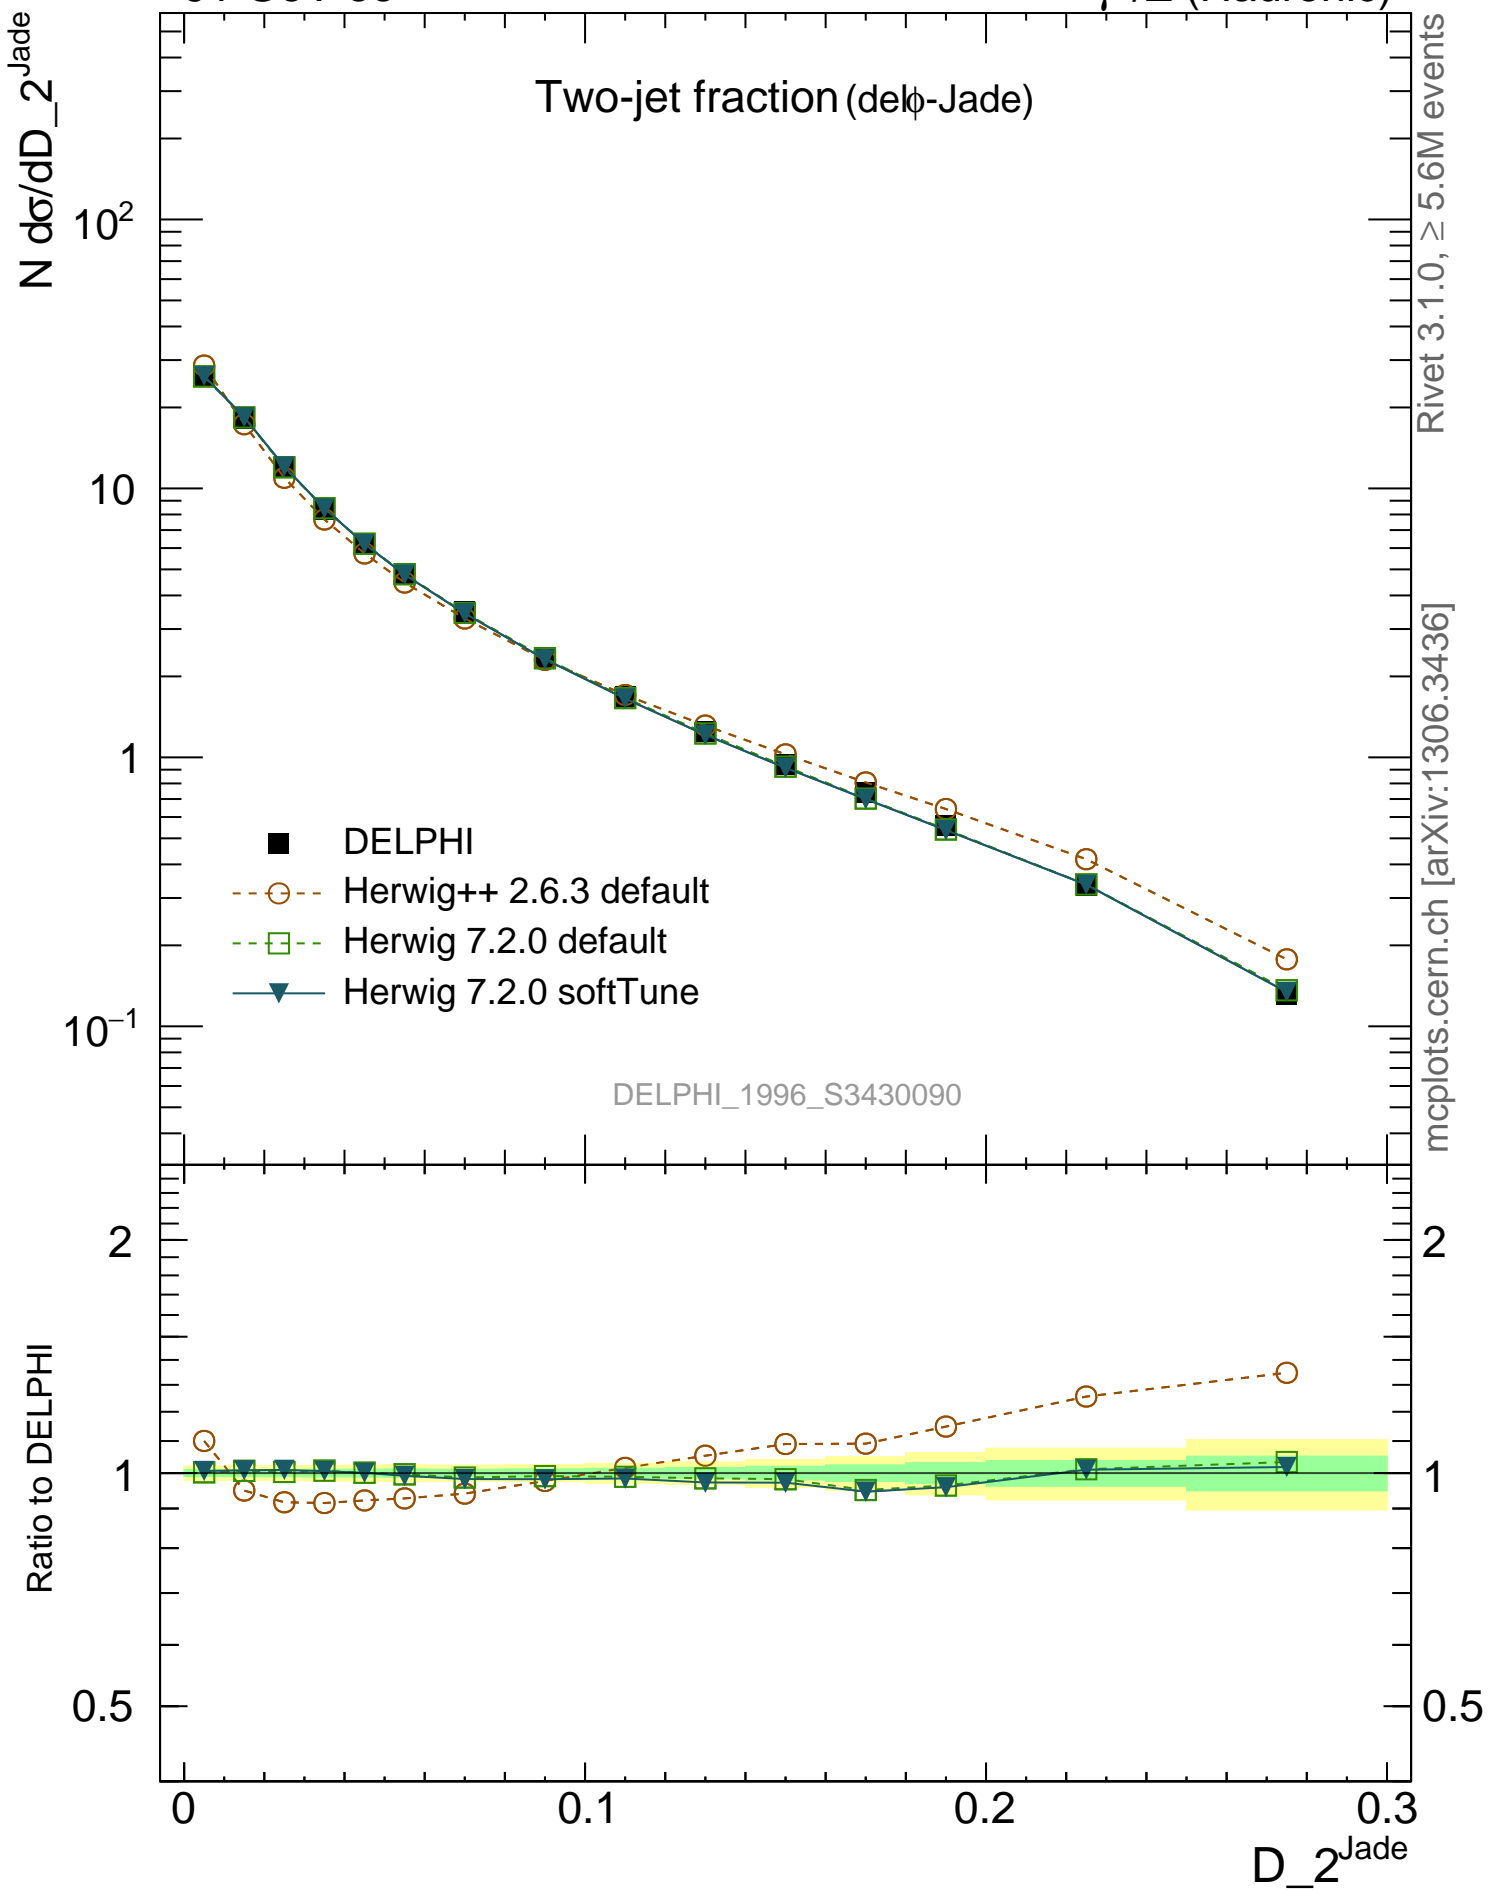 Two-jet fraction (delϕ-Jade)
N dσ/dD_2^Jade
10²
10
1
10⁻¹
DELPHI
Herwig++ 2.6.3 default
Herwig 7.2.0 default
Herwig 7.2.0 softTune
DELPHI_1996_S3430090
Rivet 3.1.0, ≥ 5.6M events
mcplots.cern.ch [arXiv:1306.3436]
Ratio to DELPHI
2
1
0.5
2
1
0.5
0
0.1
0.2
0.3
D_2^Jade